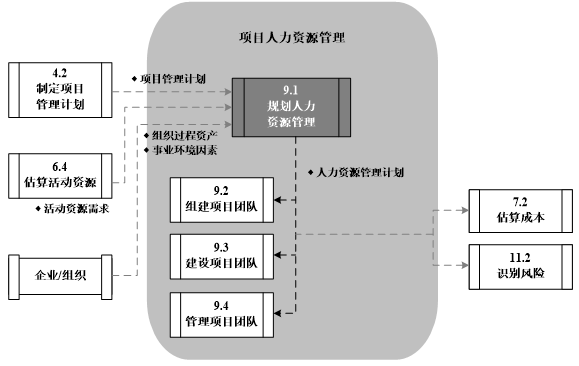 项目人力资源管理
4.2
制定项目
管理计划
◆ 项目管理计划
9.1
规划人力
资源管理
◆ 组织过程资产
◆ 事业环境因素
6.4
估算活动资源
◆ 活动资源需求
◆ 人力资源管理计划
9.2
组建项目团队
7.2
估算成本
9.3
建设项目团队
企业/组织
11.2
识别风险
9.4
管理项目团队